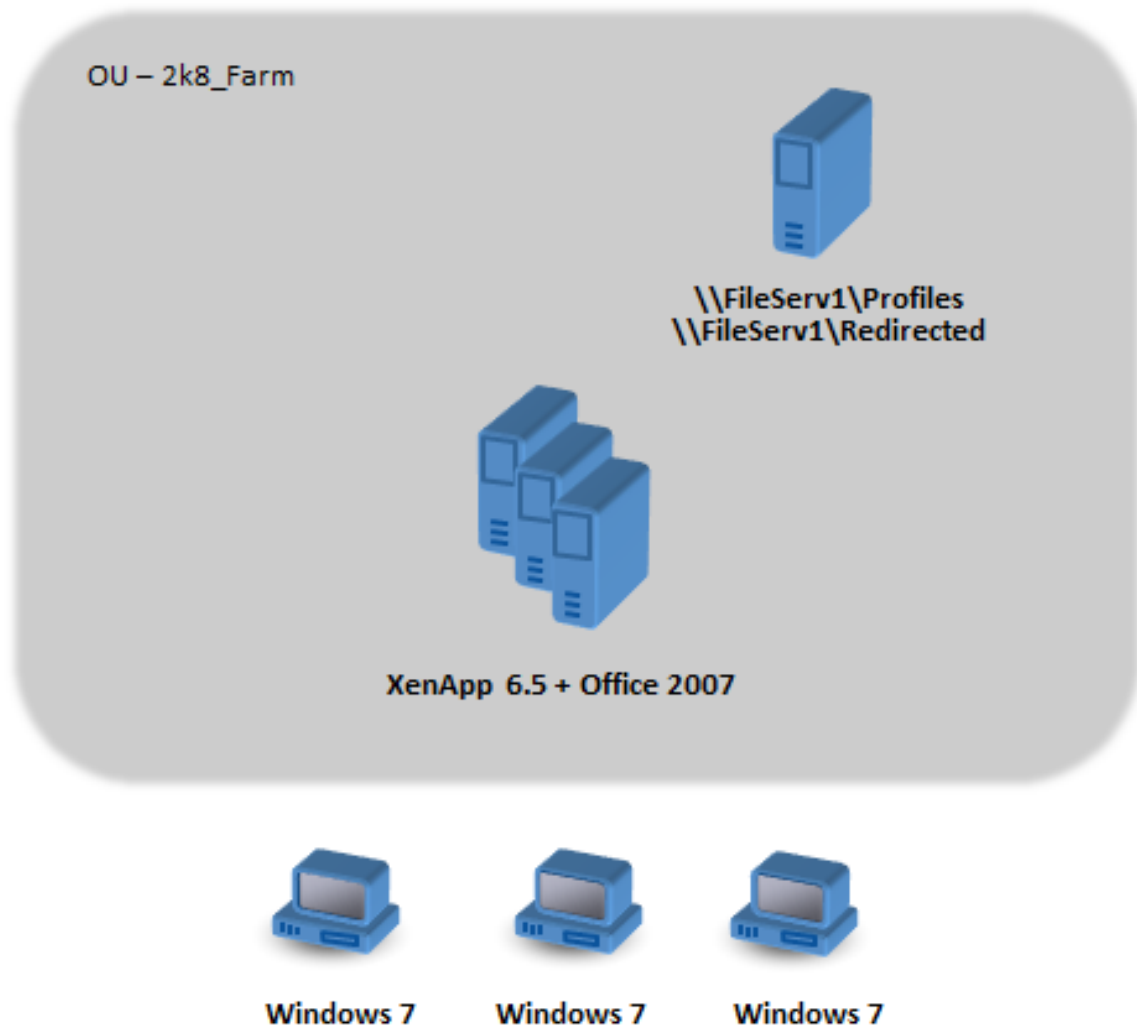 OU – 2k8_Farm
\\FileServ1\Profiles
\\FileServ1\Redirected
XenApp 6.5 + Office 2007
Windows 7
Windows 7
Windows 7